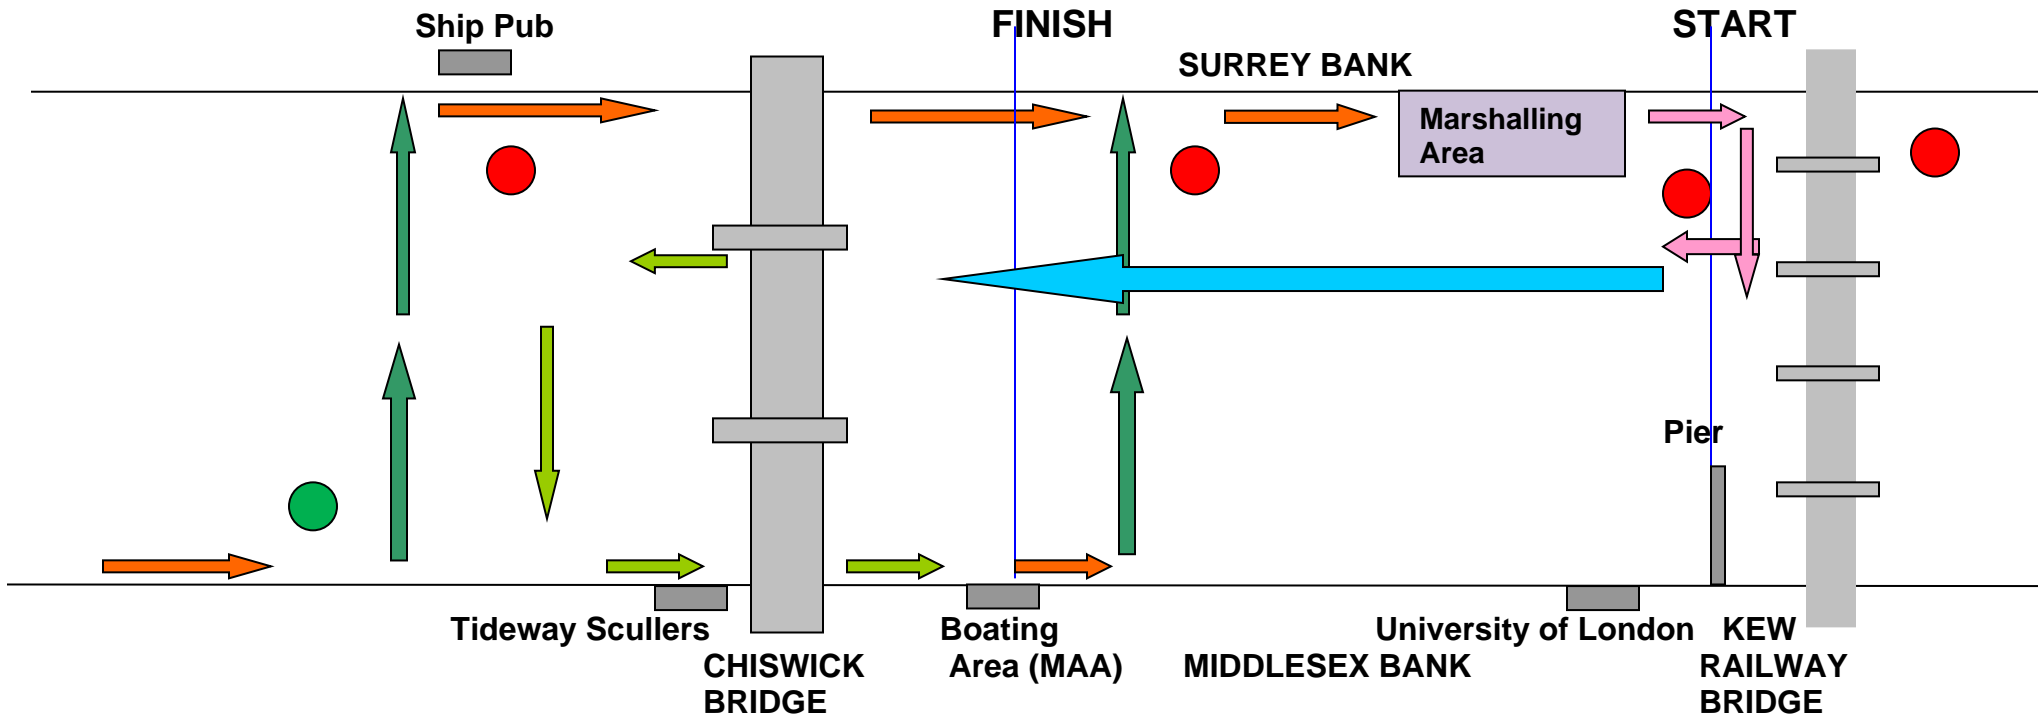 Ship Pub
FINISH
START
SURREY BANK
Marshalling
Area
Pier
Tideway Scullers
Boating
Area (MAA)
University of London
KEW
RAILWAY
BRIDGE
CHISWICK
BRIDGE
MIDDLESEX BANK